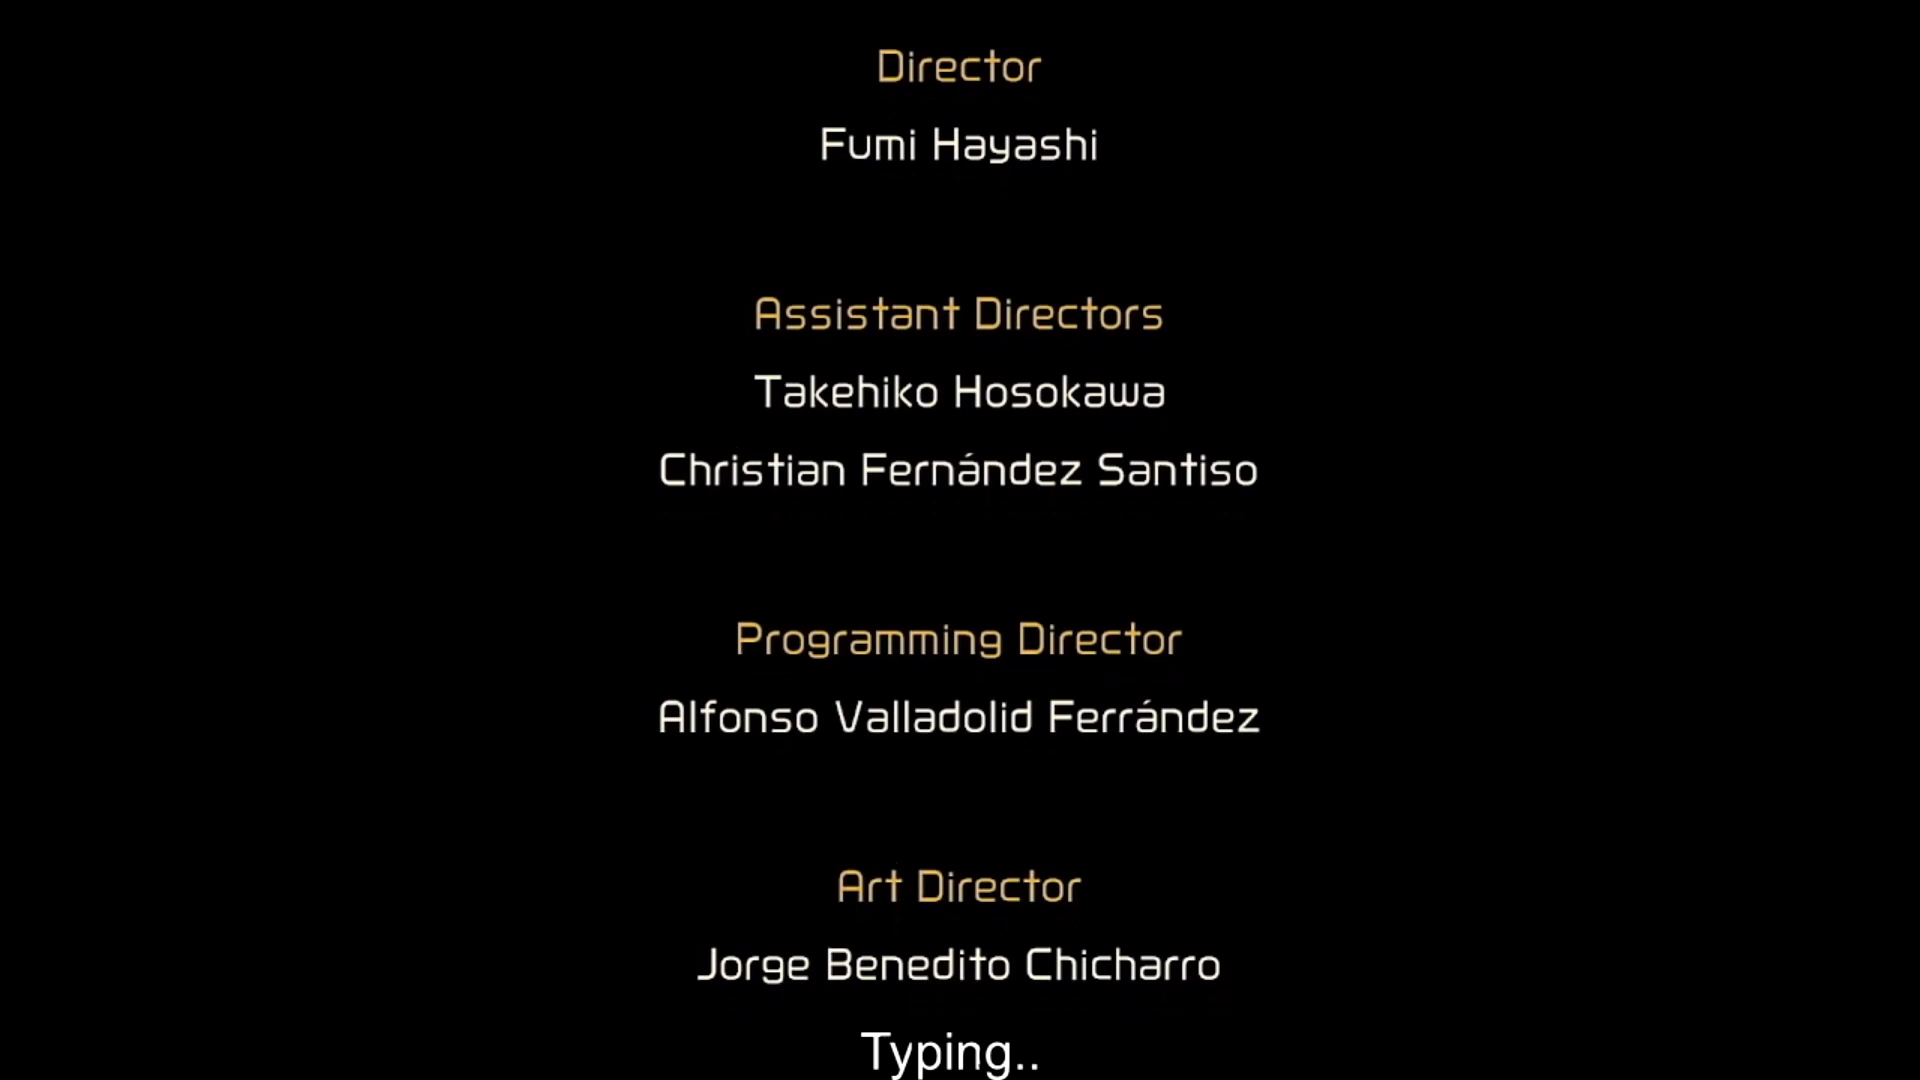 Director
Fumi Hayashi
Assistant Directors
Takehiko Hosokawa
Christian Fernández Santiso
Programming Director
Alfonso Valladolid Ferrández
Art Director
Jorge Benedito Chicharro
Typing..